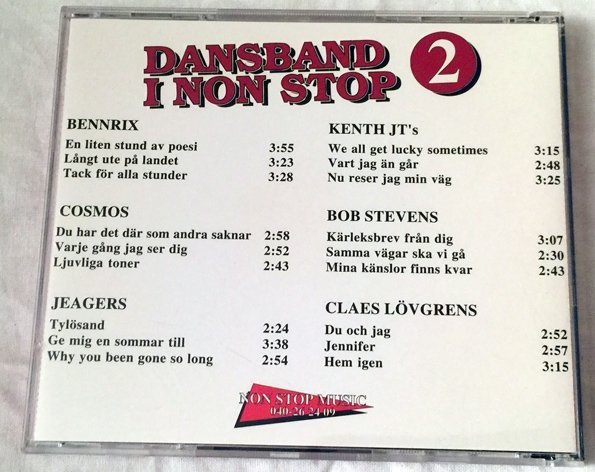 DANSBAND
I NON STOP
2
BENNRIX
En liten stund av poesi 3:55
Långt ute på landet 3:23
Tack för alla stunder 3:28
COSMOS
Du har det där som andra saknar 2:58
Varje gång jag ser dig 2:52
Ljuvliga toner 2:43
JEAGERS
Tylösand 2:24
Ge mig en sommar till 3:38
Why you been gone so long 2:54
KENTH JT's
We all get lucky sometimes 3:15
Vart jag än går 2:48
Nu reser jag min väg 3:25
BOB STEVENS
Kärleksbrev från dig 3:07
Samma vägar ska vi gå 2:30
Mina känslor finns kvar 2:43
CLAES LÖVGRENS
Du och jag 2:52
Jennifer 2:57
Hem igen 3:15
NON STOP MUSIC
040-26 24 09